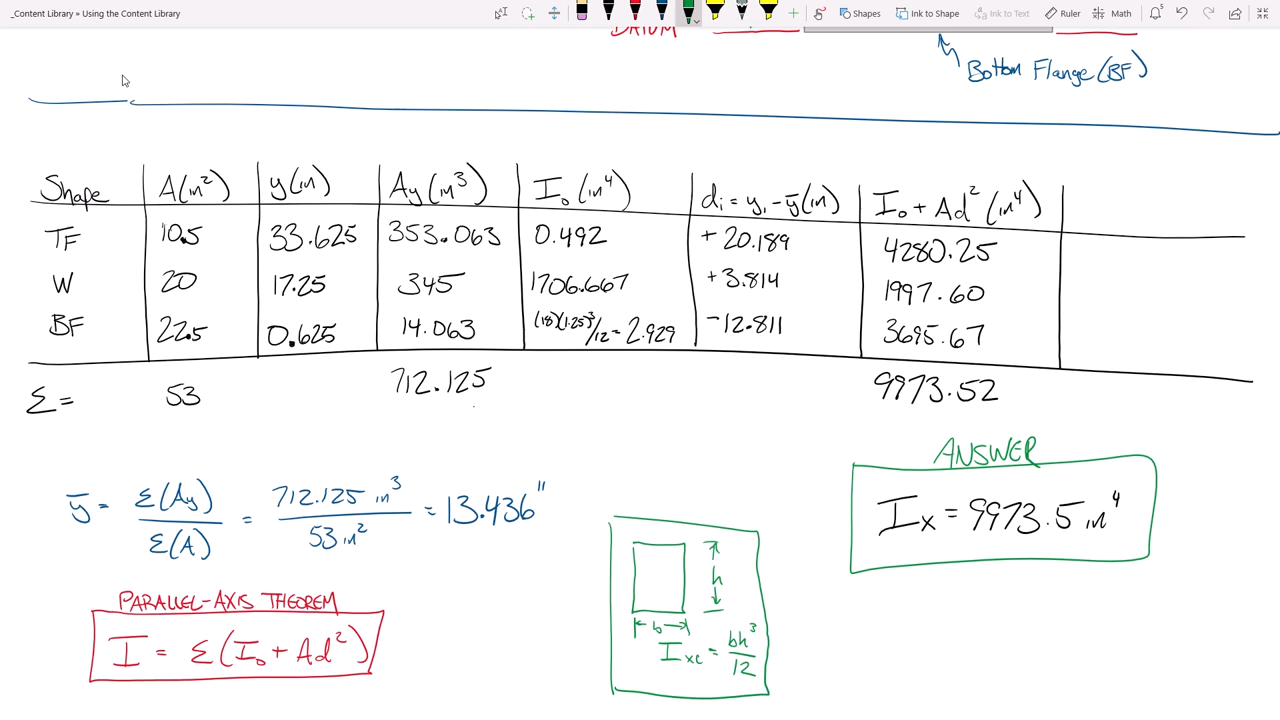 _Content Library » Using the Content Library
Shapes Ink to Shape Ink to Text Ruler Math 5
DATUM
Bottom Flange (BF)
Shape A(in²) y(in) Ay(in³) I₀(in⁴) di = yi - ȳ(in) I₀ + Ad²(in⁴)
TF 10.5 33.625 353.063 0.492 + 20.189 4280.25
W 20 17.25 345 1706.667 + 3.814 1997.60
BF 22.5 0.625 14.063 (18)(1.25)³/12 = 2.929 - 12.811 3695.67
Σ = 53 712.125 9973.52
ANSWER
Ix = 9973.5 in⁴
ȳ = Σ(Ay)/Σ(A) = 712.125 in³/53 in² = 13.436"
PARALLEL-AXIS THEOREM
I = Σ(I₀ + Ad²)
h
b
Ixc = bh³/12